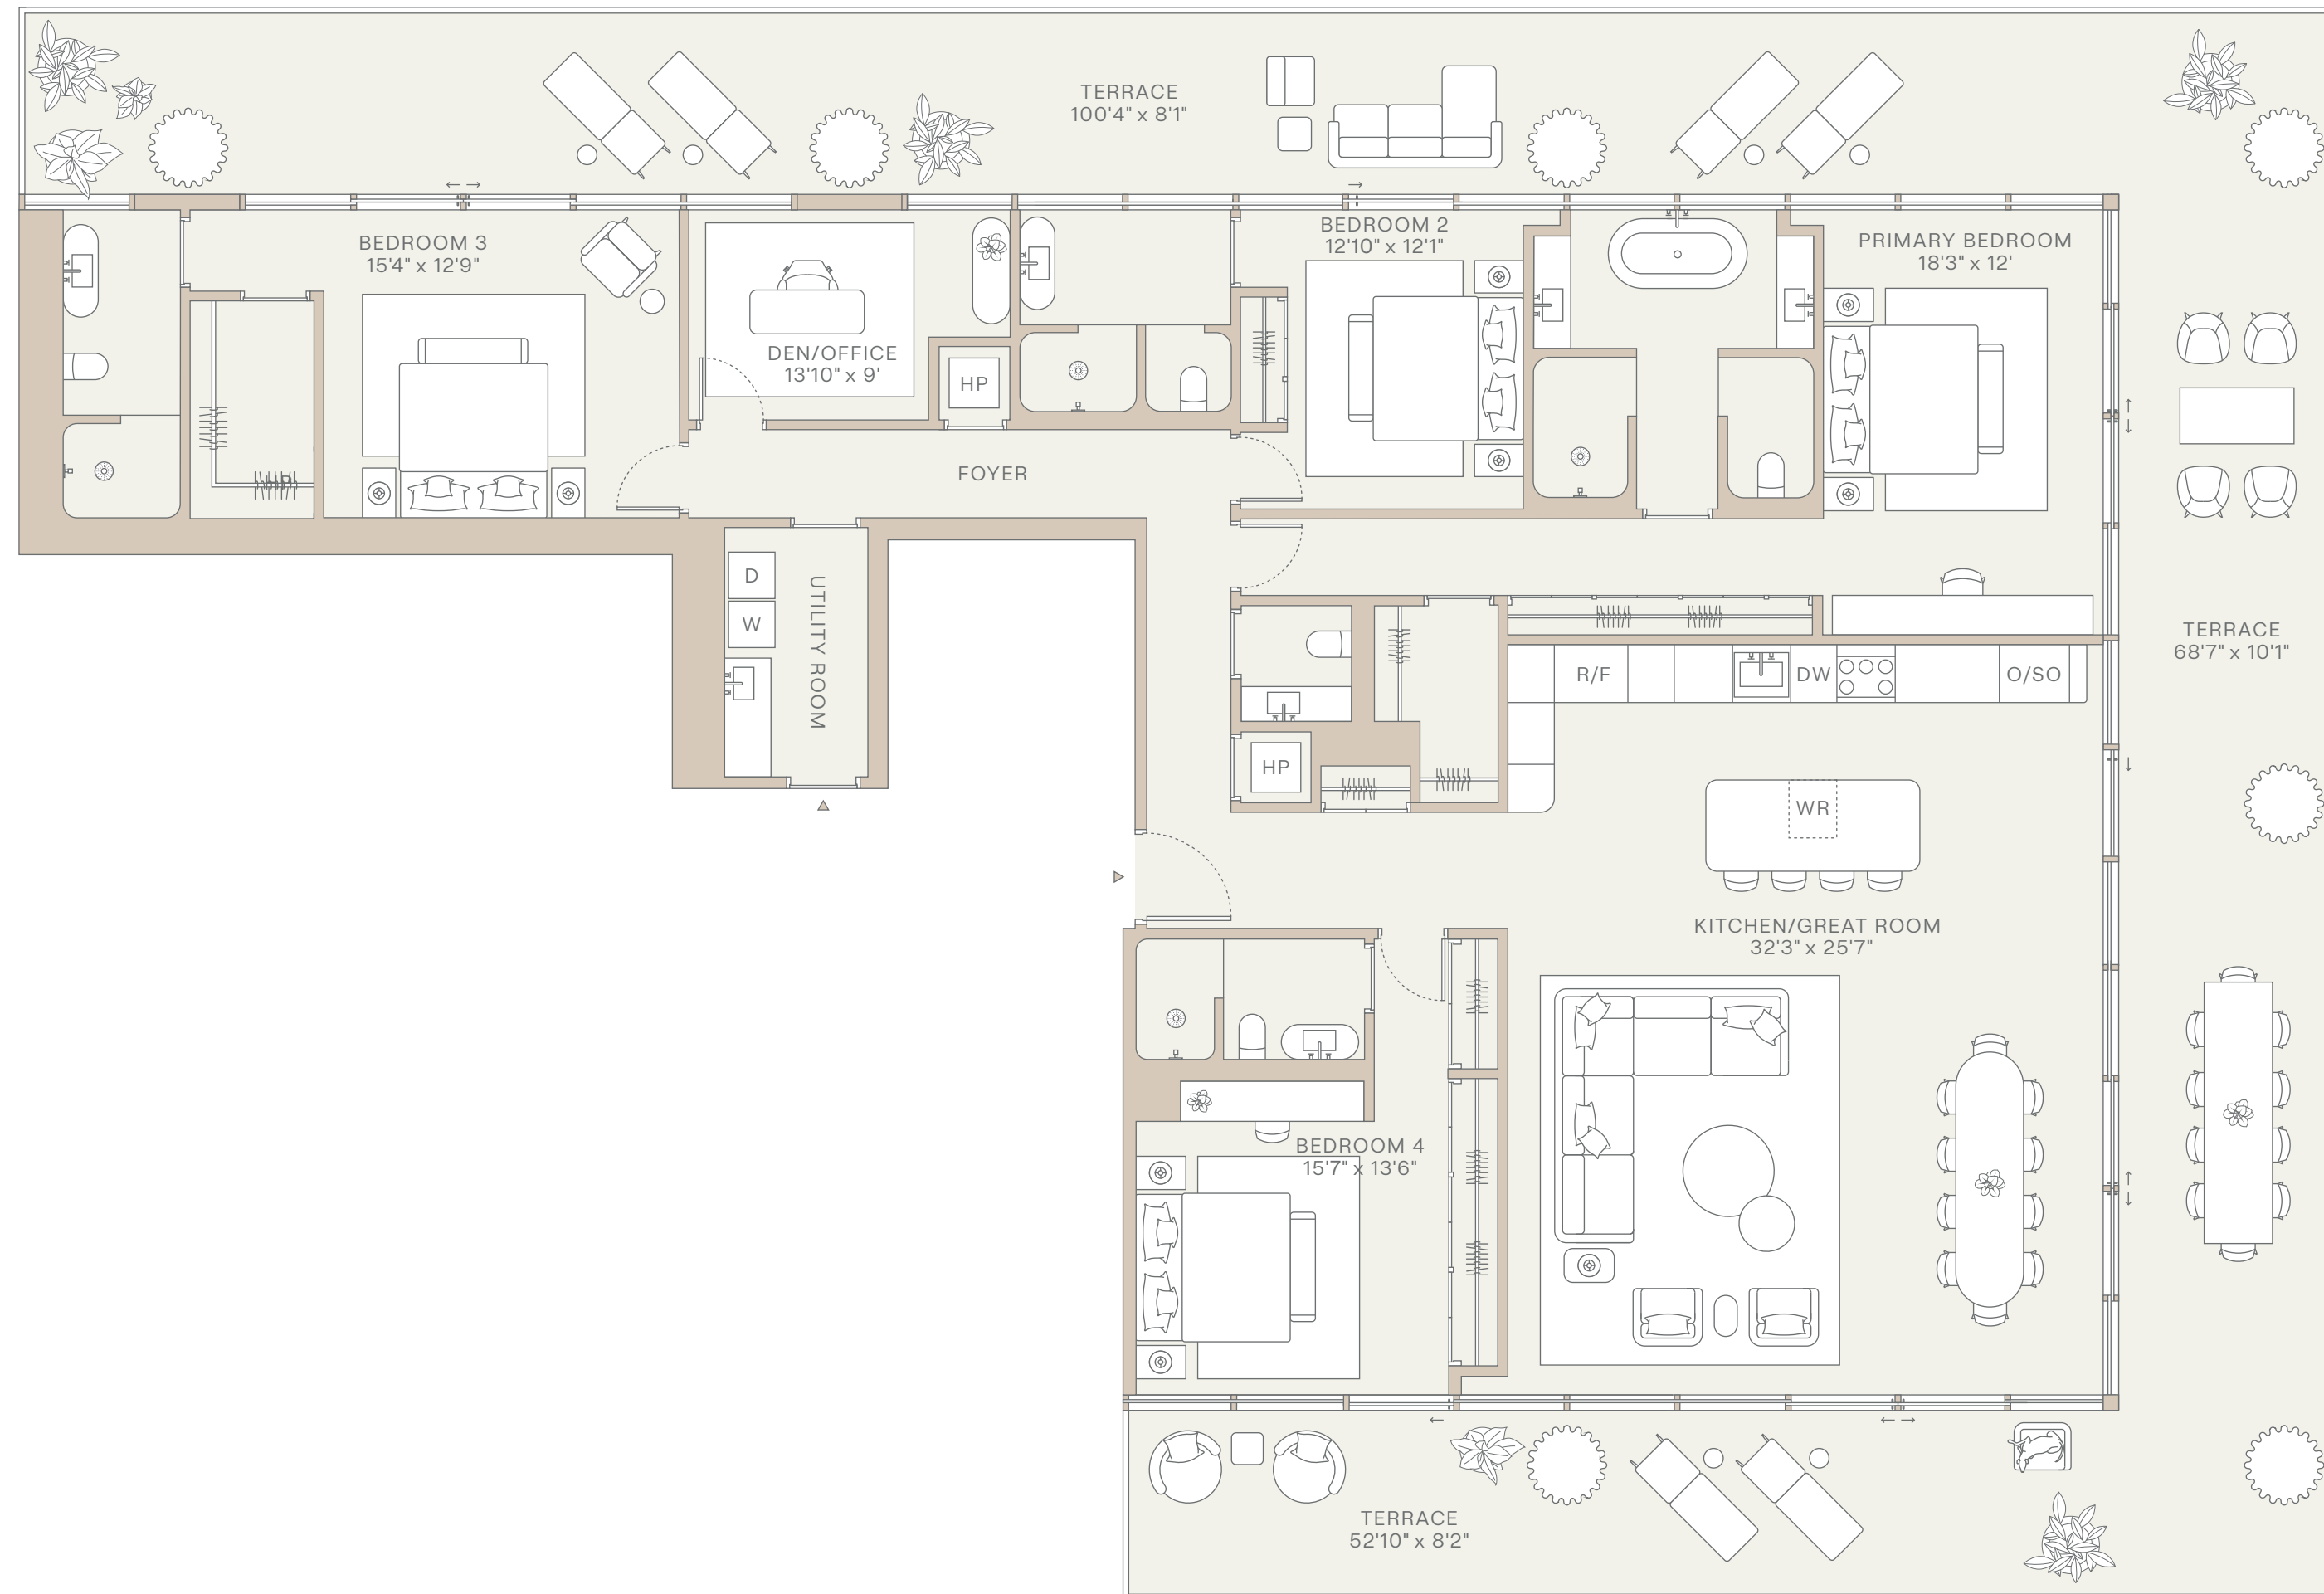 TERRACE
100'4" x 8'1"
BEDROOM 3
15'4" x 12'9"
BEDROOM 2
12'10" x 12'1"
PRIMARY BEDROOM
18'3" x 12'
DEN/OFFICE
13'10" x 9'
HP
HP
FOYER
D
W
UTILITY ROOM
TERRACE
68'7" x 10'1"
R/F
DW
O/SO
HP
WR
KITCHEN/GREAT ROOM
32'3" x 25'7"
BEDROOM 4
15'7" x 13'6"
TERRACE
52'10" x 8'2"